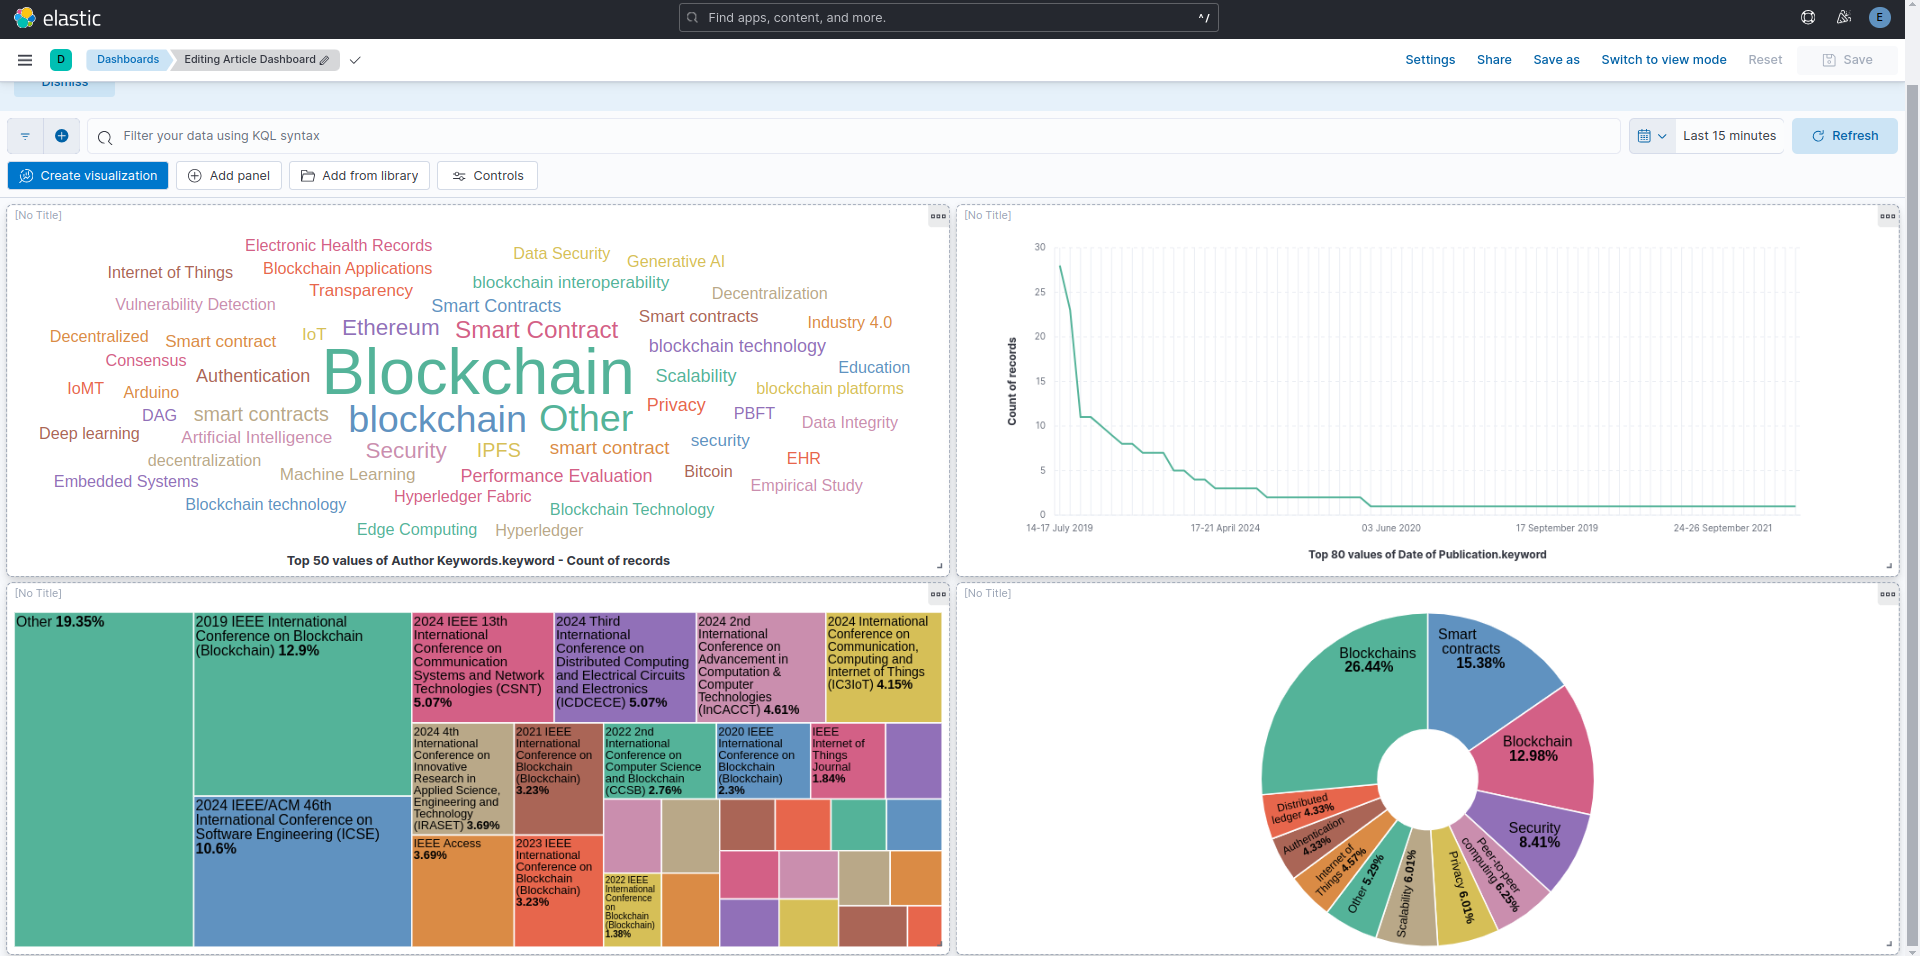 elastic
Find apps, content, and more.
^/
E
D
Dashboards
Editing Article Dashboard
Settings
Share
Save as
Switch to view mode
Reset
Save
Dismiss
Filter your data using KQL syntax
Last 15 minutes
Refresh
Create visualization
Add panel
Add from library
Controls
[No Title]
Electronic Health Records
Data Security
Generative AI
Internet of Things
Blockchain Applications
blockchain interoperability
Transparency
Decentralization
Vulnerability Detection
Smart Contracts
Smart contracts
Industry 4.0
Decentralized
Smart contract
IoT
Ethereum
Smart Contract
blockchain technology
Consensus
Education
Authentication
Blockchain
Scalability
IoMT
Arduino
blockchain platforms
DAG
smart contracts
blockchain
Other
Privacy
PBFT
Data Integrity
Deep learning
Artificial Intelligence
Security
IPFS
smart contract
security
decentralization
EHR
Embedded Systems
Machine Learning
Performance Evaluation
Bitcoin
Empirical Study
Blockchain technology
Hyperledger Fabric
Blockchain Technology
Edge Computing
Hyperledger
Top 50 values of Author Keywords.keyword - Count of records
[No Title]
30
25
20
15
10
5
0
Count of records
14-17 July 2019
17-21 April 2024
03 June 2020
17 September 2019
24-26 September 2021
Top 80 values of Date of Publication.keyword
[No Title]
Other 19.35%
2019 IEEE International
Conference on Blockchain
(Blockchain) 12.9%
2024 IEEE/ACM 46th
International Conference on
Software Engineering (ICSE)
10.6%
2024 IEEE 13th
International
Conference on
Communication
Systems and Network
Technologies (CSNT)
5.07%
2024 Third
International
Conference on
Distributed Computing
and Electrical Circuits
and Electronics
(ICDCECE) 5.07%
2024 2nd
International
Conference on
Advancement in
Computation &
Computer
Technologies
(InCACCT) 4.61%
2024 International
Conference on
Communication,
Computing and
Internet of Things
(IC3IoT) 4.15%
2024 4th
International
Conference on
Innovative
Research in
Applied Science,
Engineering and
Technology
(IRASET) 3.69%
IEEE Access
3.69%
2021 IEEE
International
Conference on
Blockchain
(Blockchain)
3.23%
2023 IEEE
International
Conference on
Blockchain
(Blockchain)
3.23%
2022 2nd
International
Conference on
Computer Science
and Blockchain
(CCSB) 2.76%
2020 IEEE
International
Conference on
Blockchain
(Blockchain)
2.3%
IEEE
Internet of
Things
Journal
1.84%
2022 IEEE
International
Conference
on
Blockchain
(Blockchain)
1.38%
[No Title]
Blockchains
26.44%
Smart
contracts
15.38%
Blockchain
12.98%
Security
8.41%
Peer-to-peer
computing 6.25%
Privacy 6.01%
Scalability 6.01%
Other 5.29%
Internet of
Things 4.57%
Authentication
4.33%
Distributed
ledger 4.33%